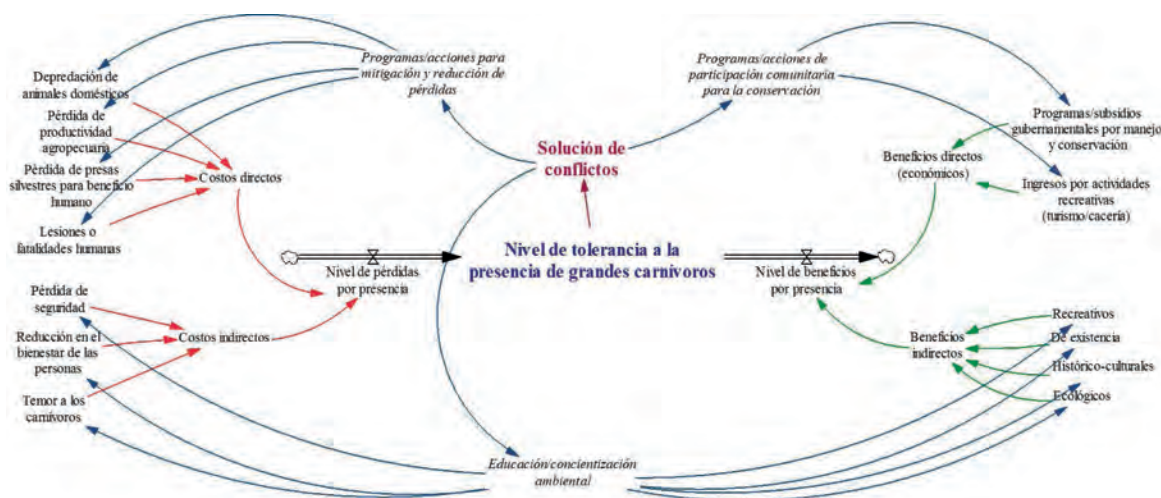 Programas/acciones para
mitigación y reducción de
pérdidas
Programas/acciones de
participación comunitaria
para la conservación
Depredación de
animales domésticos
Pérdida de
productividad
agropecuaria
Pérdida de presas
silvestres para beneficio
humano
Lesiones o
fatalidades humanas
Costos directos
Solución de
conflictos
Beneficios directos
(económicos)
Programas/subsidios
gubernamentales por manejo
y conservación
Ingresos por actividades
recreativas
(turismo/cacería)
Nivel de tolerancia a la
presencia de grandes carnívoros
Nivel de pérdidas
por presencia
Nivel de beneficios
por presencia
Pérdida de
seguridad
Reducción en el
bienestar de las
personas
Temor a los
carnívoros
Costos indirectos
Beneficios
indirectos
Recreativos
De existencia
Histórico-culturales
Ecológicos
Educación/concientización
ambiental